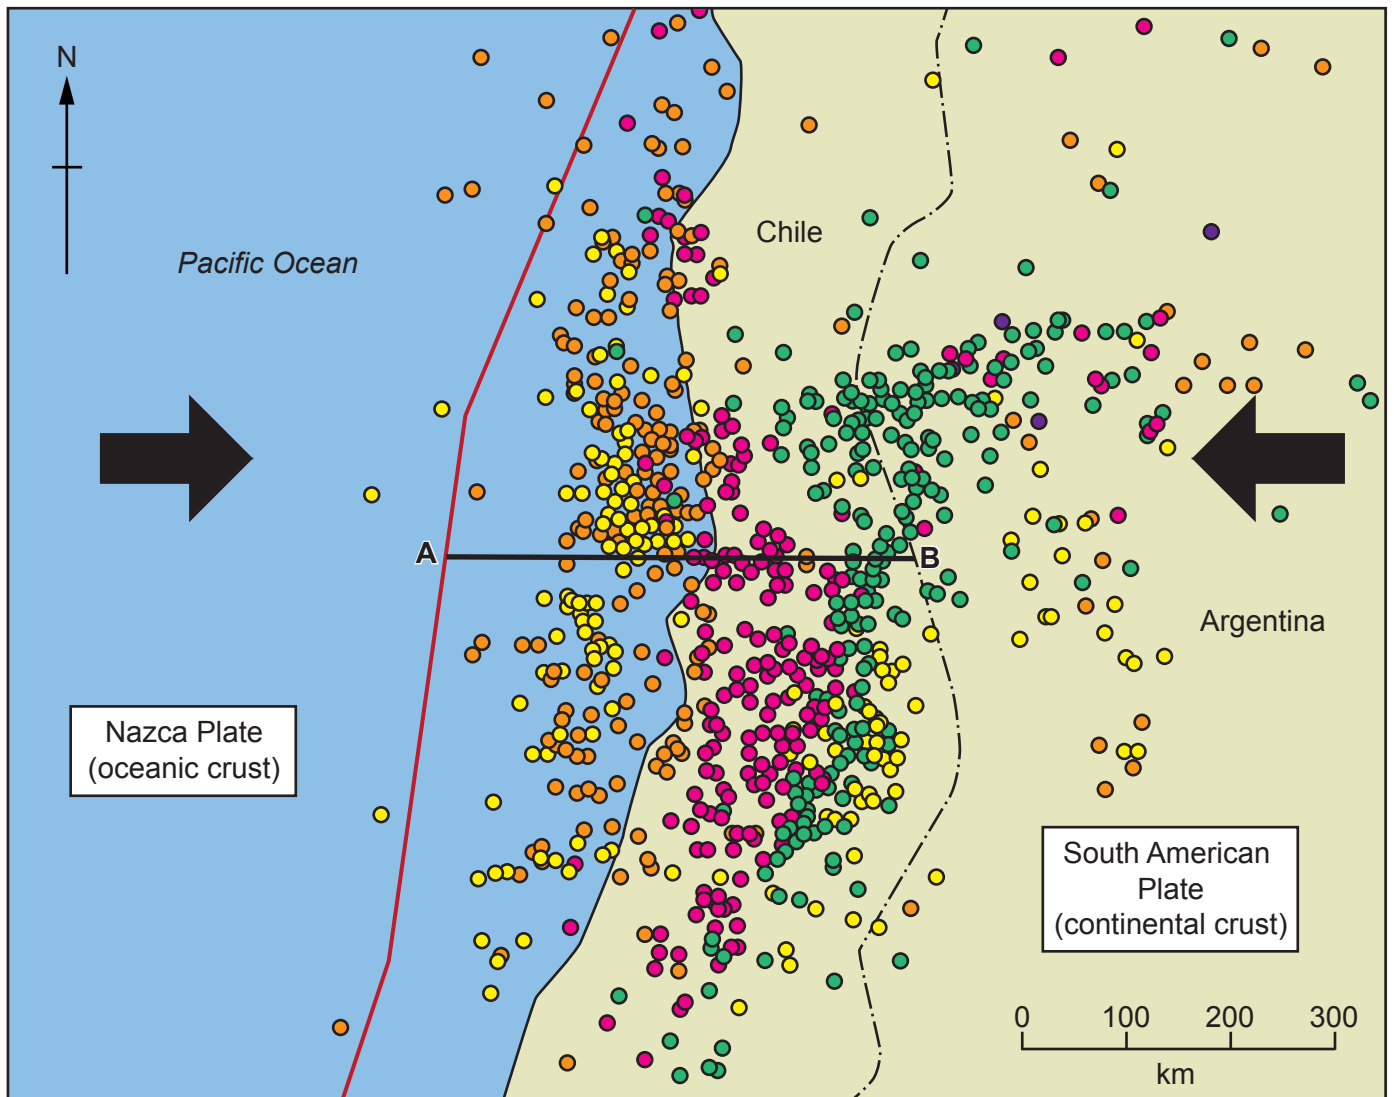 N
Pacific Ocean
Chile
A
B
Argentina
Nazca Plate
(oceanic crust)
South American
Plate
(continental crust)
0 100 200 300
km